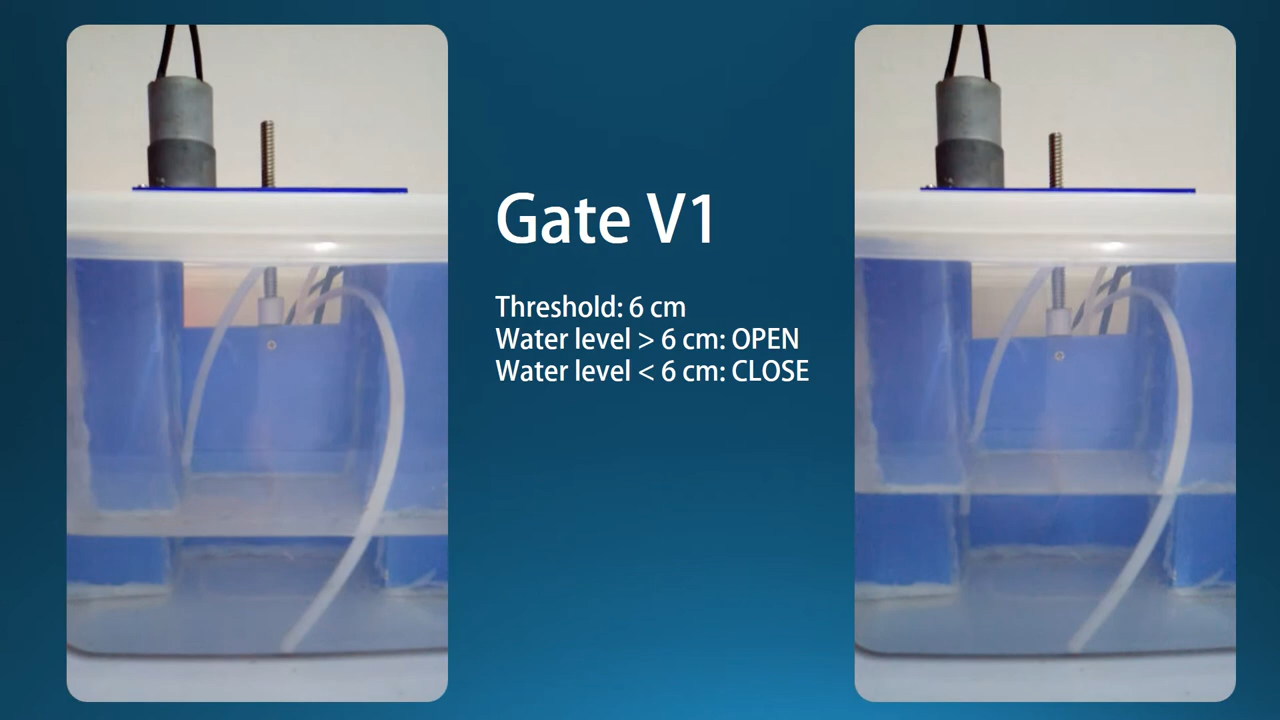 Gate V1
Threshold: 6 cm
Water level > 6 cm: OPEN
Water level < 6 cm: CLOSE